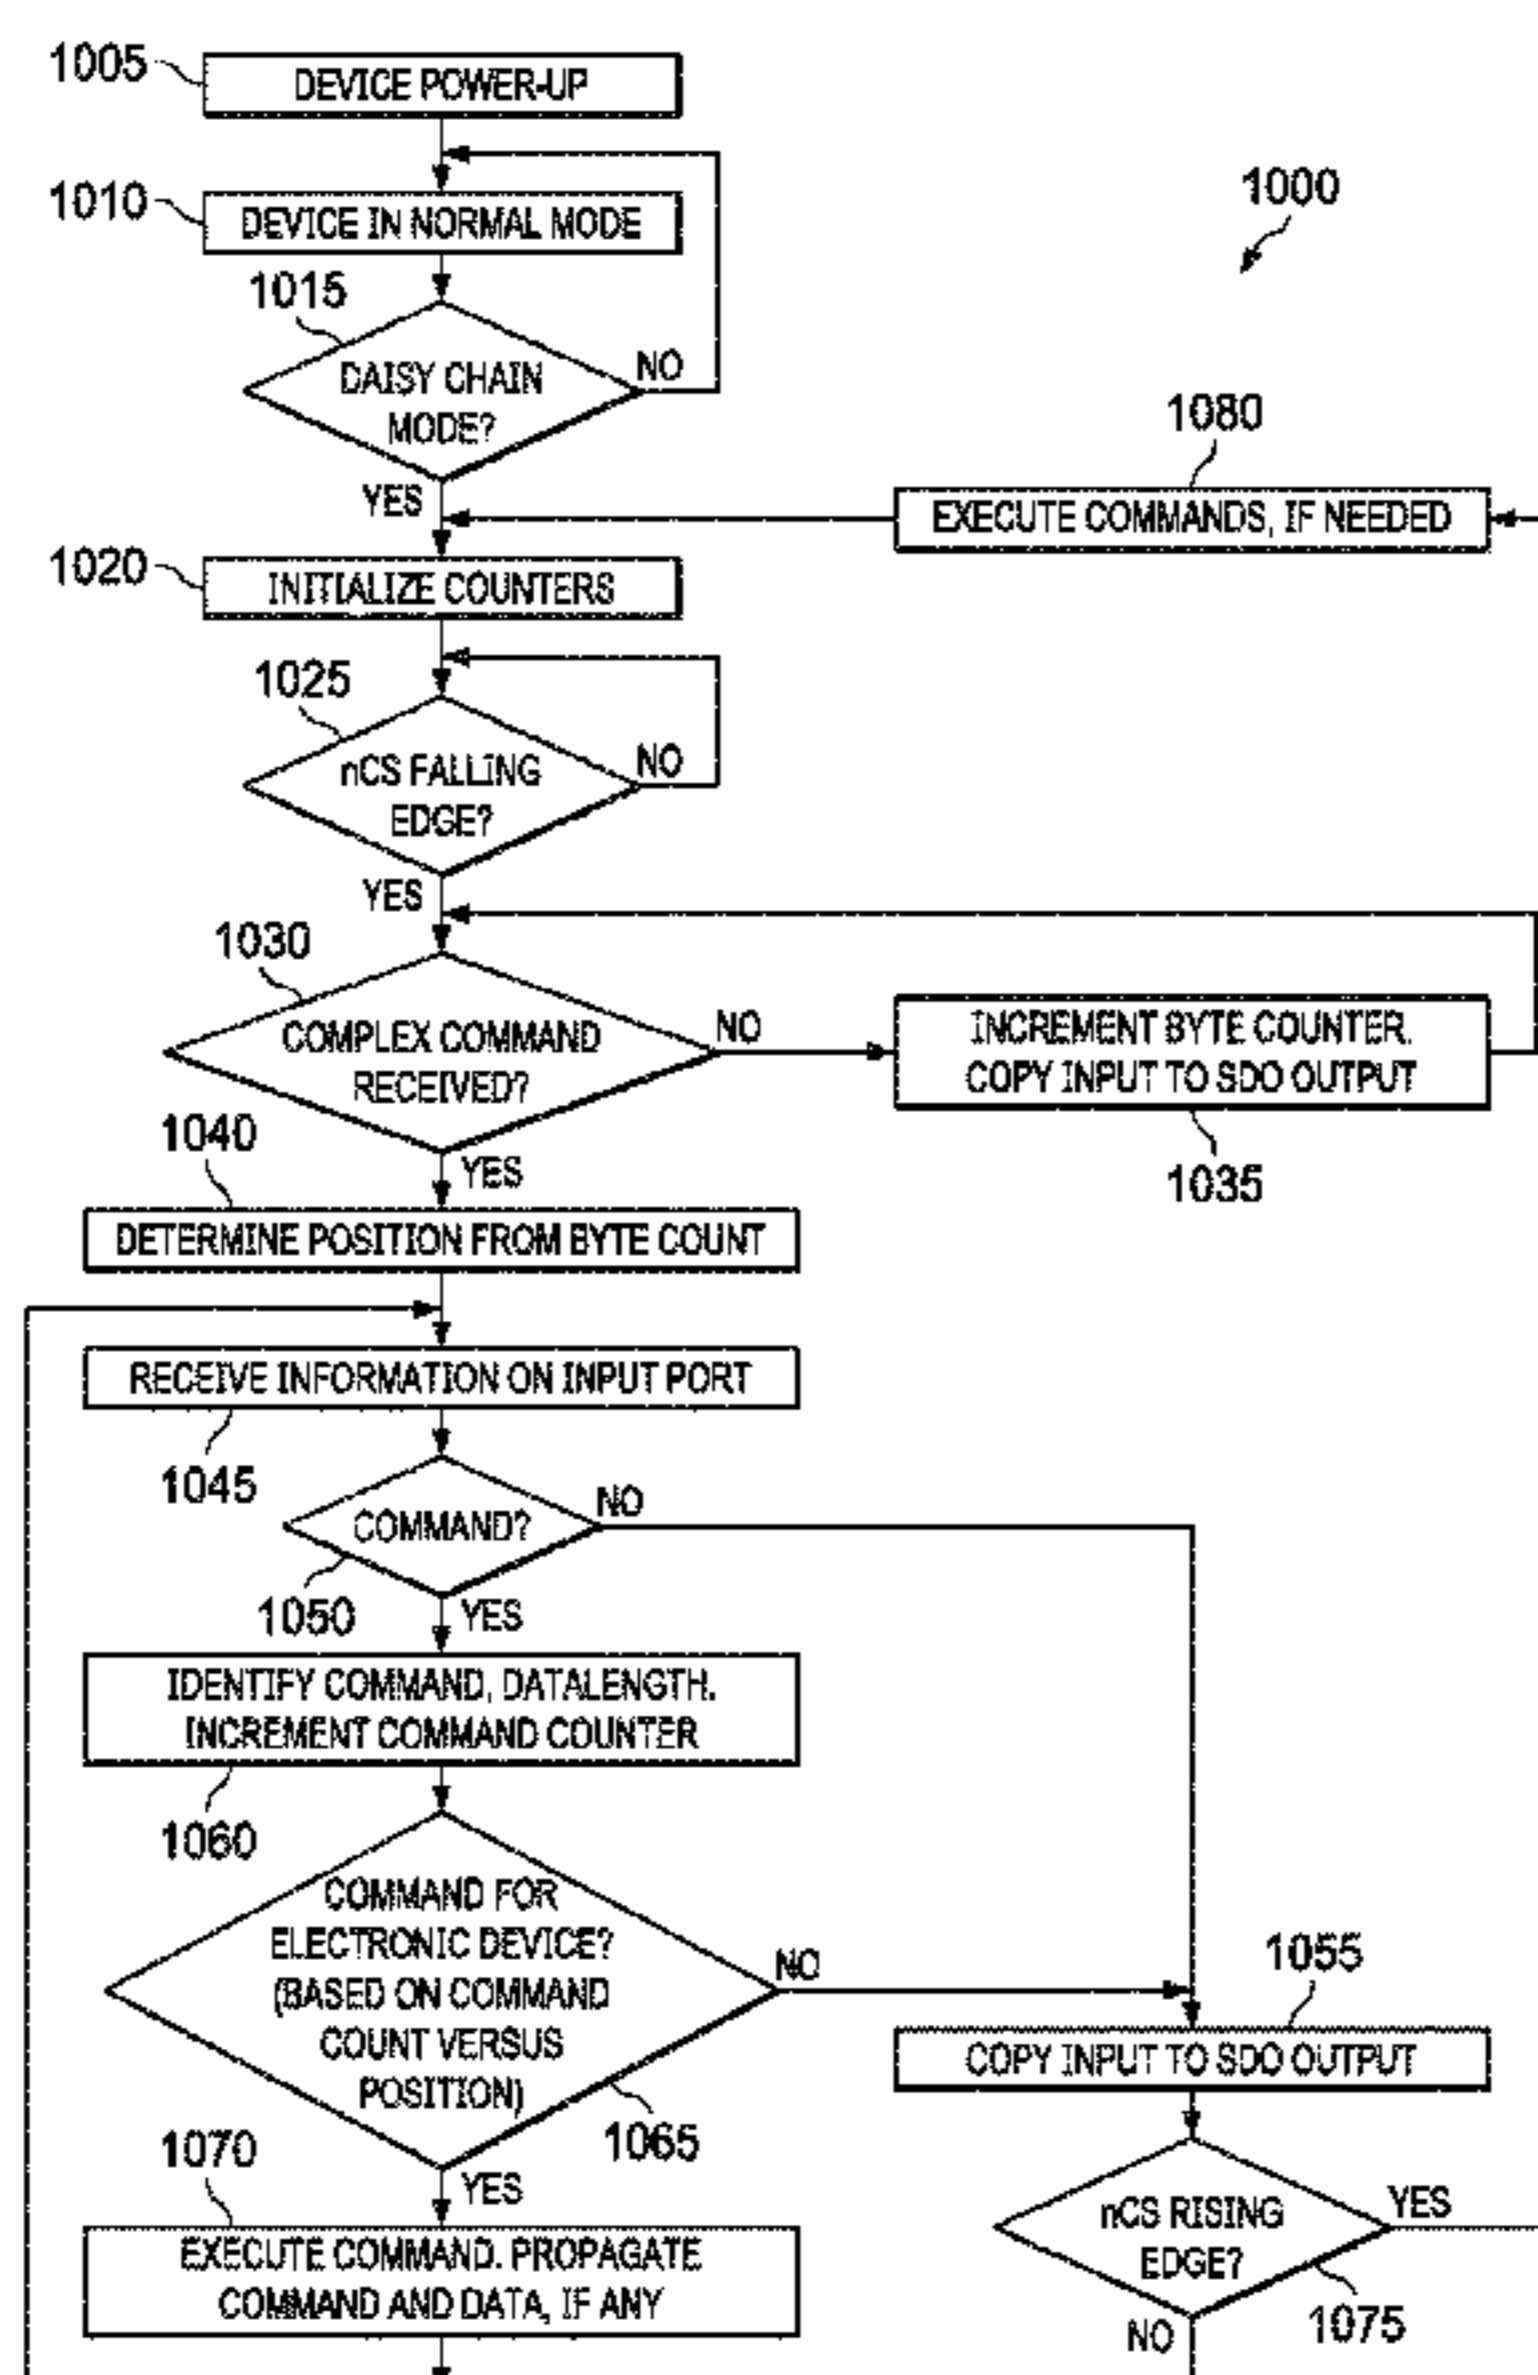 1005
DEVICE POWER-UP
1010
DEVICE IN NORMAL MODE
1000
1015
DAISY CHAIN
MODE?
NO
YES
1080
EXECUTE COMMANDS, IF NEEDED
1020
INITIALIZE COUNTERS
1025
nCS FALLING
EDGE?
NO
YES
1030
COMPLEX COMMAND
RECEIVED?
NO
INCREMENT BYTE COUNTER.
COPY INPUT TO SDO OUTPUT
1035
YES
1040
DETERMINE POSITION FROM BYTE COUNT
RECEIVE INFORMATION ON INPUT PORT
1045
COMMAND?
NO
1050
YES
IDENTIFY COMMAND, DATALENGTH.
INCREMENT COMMAND COUNTER
1060
COMMAND FOR
ELECTRONIC DEVICE?
(BASED ON COMMAND
COUNT VERSUS
POSITION)
NO
1065
YES
1055
COPY INPUT TO SDO OUTPUT
1070
EXECUTE COMMAND. PROPAGATE
COMMAND AND DATA, IF ANY
nCS RISING
EDGE?
YES
1075
NO